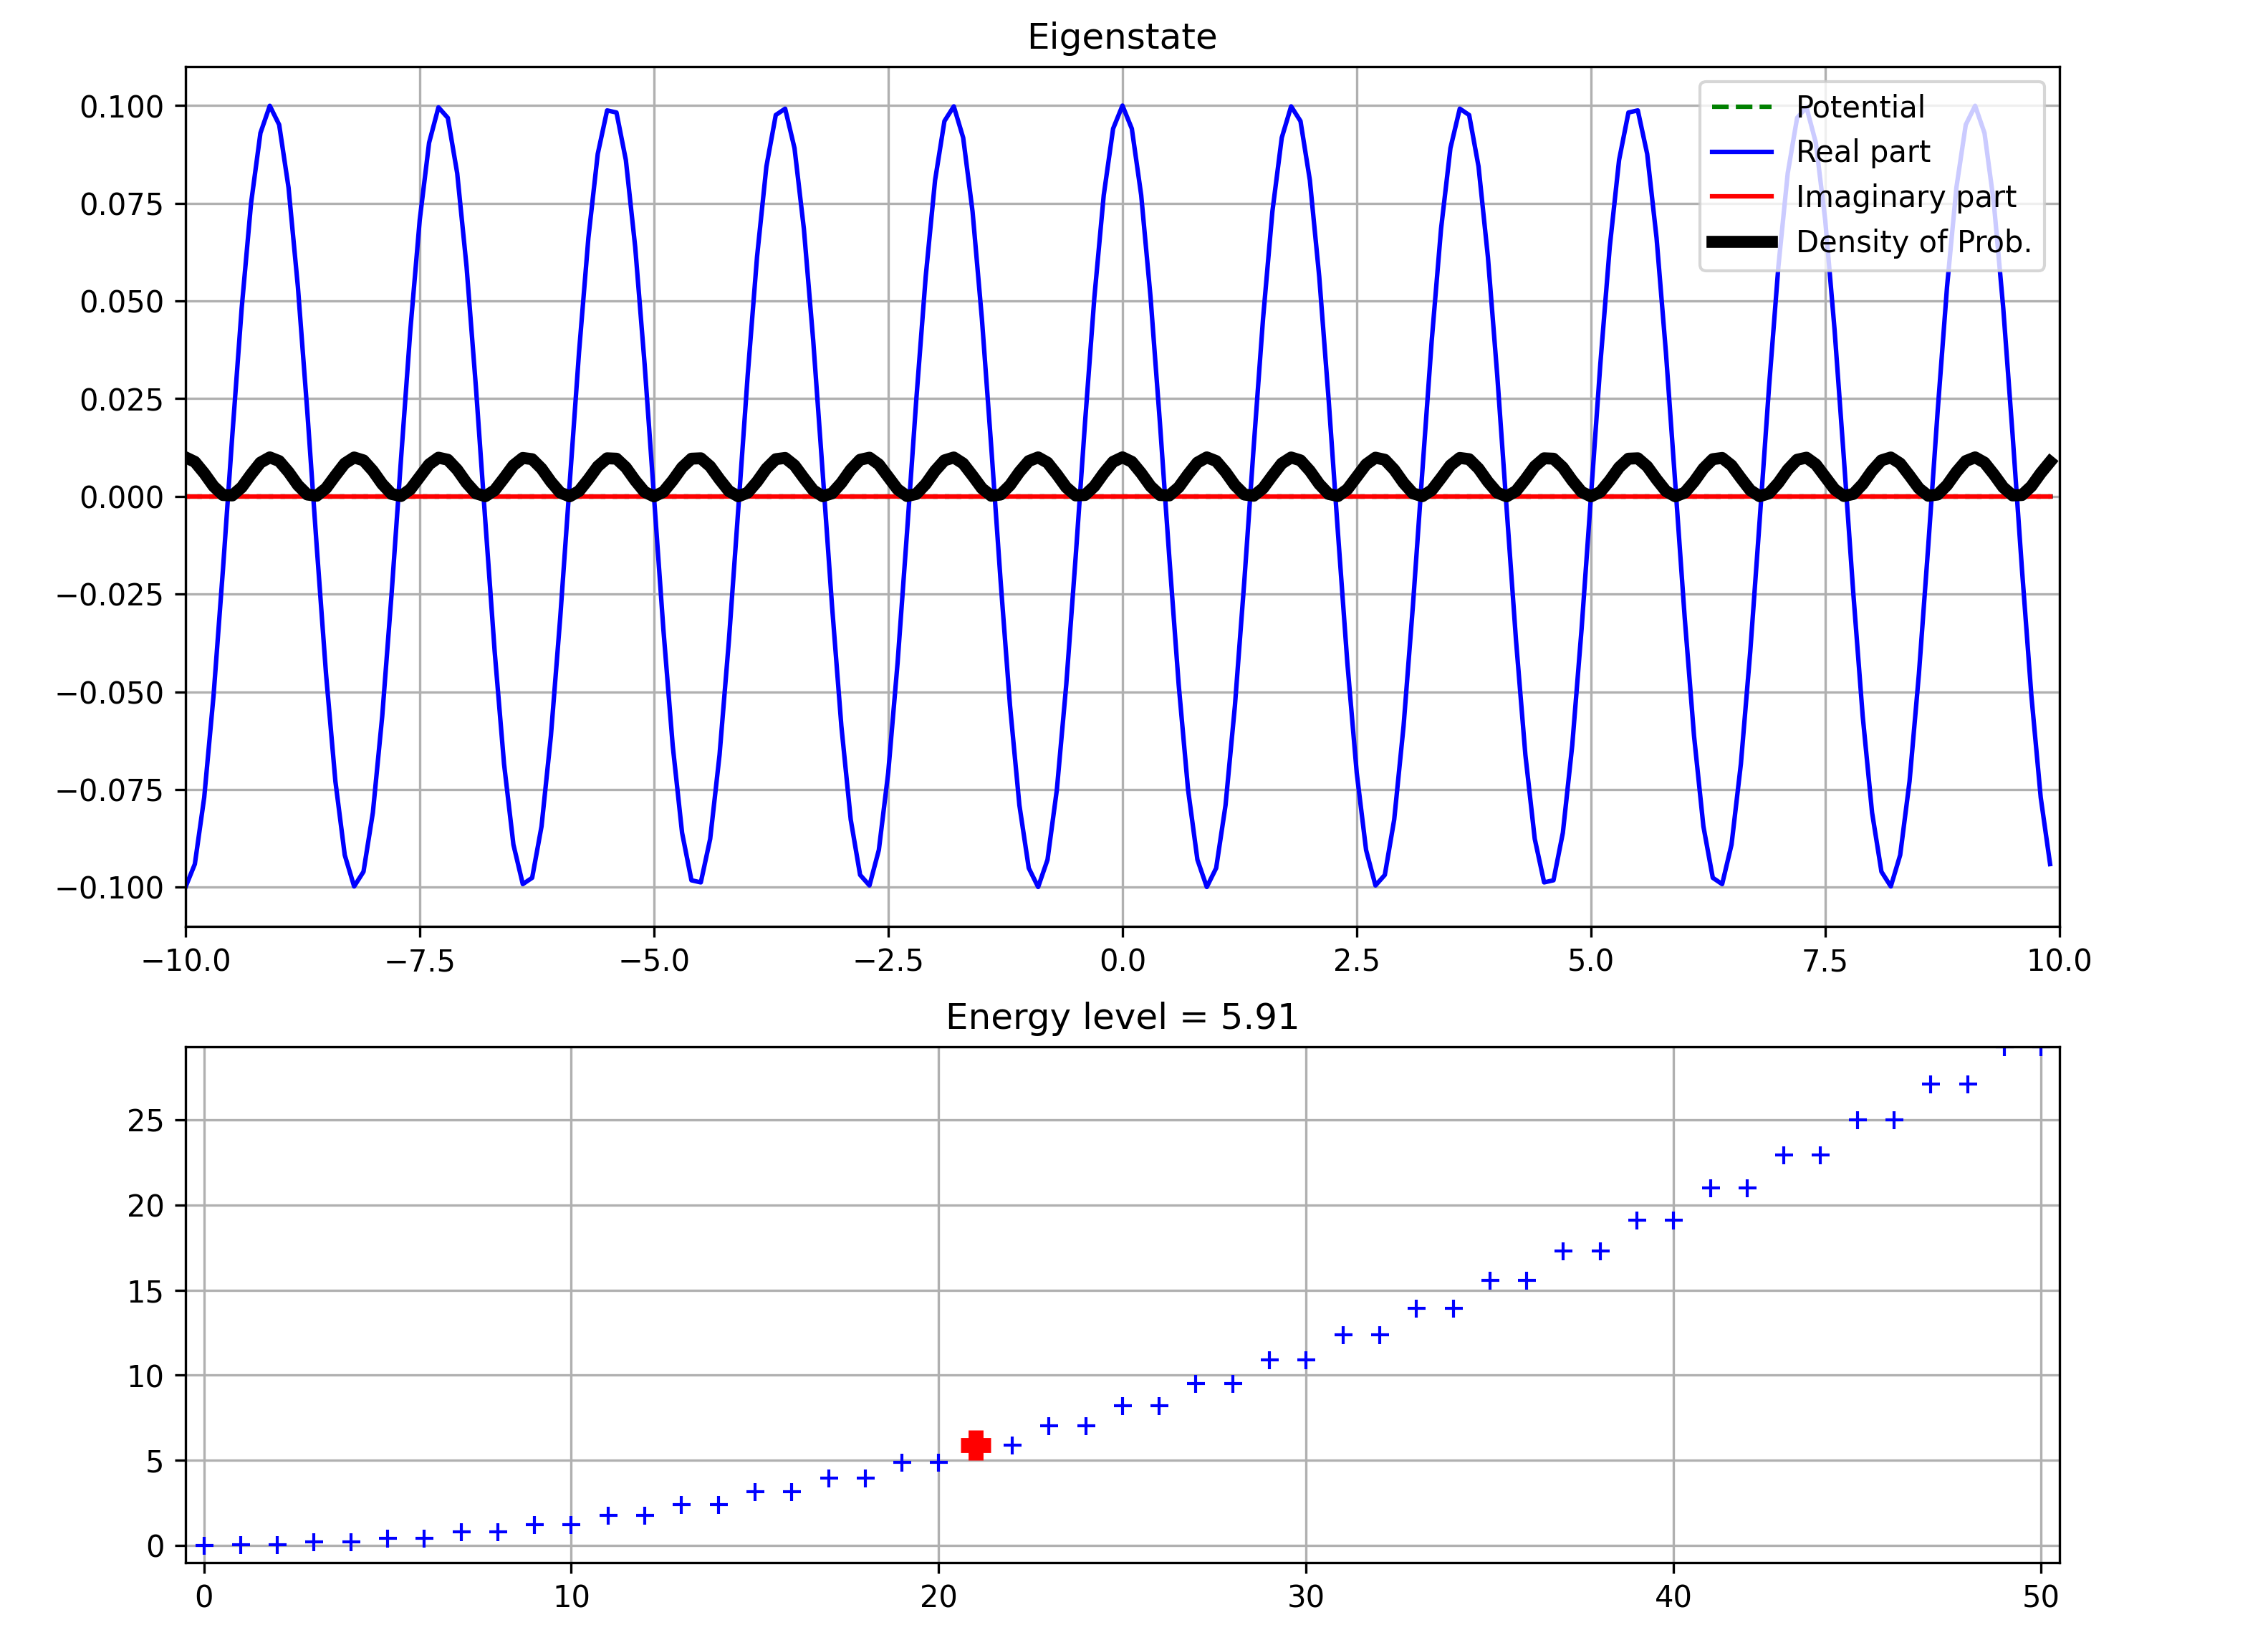 Eigenstate
0.100
0.075
0.050
0.025
0.000
−0.025
−0.050
−0.075
−0.100
Potential
Real part
Imaginary part
Density of Prob.
−10.0 −7.5 −5.0 −2.5 0.0 2.5 5.0 7.5 10.0
Energy level = 5.91
25
20
15
10
5
0
0 10 20 30 40 50